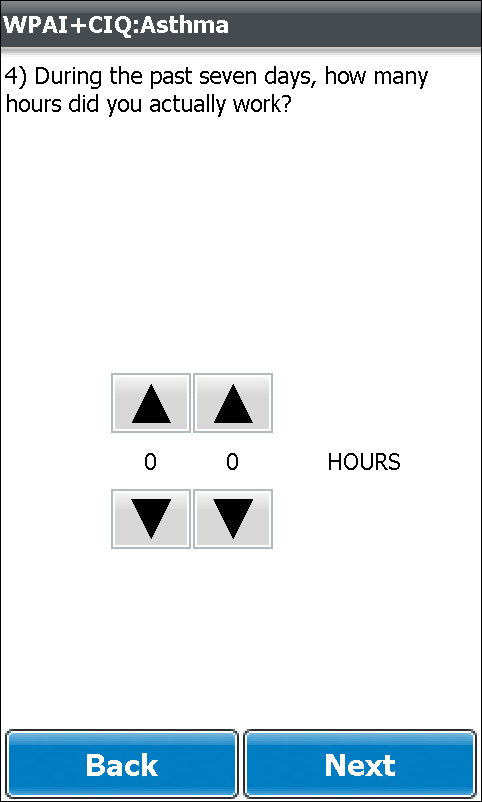 WPAI+CIQ:Asthma
4) During the past seven days, how many
hours did you actually work?
0 0 HOURS
Back Next